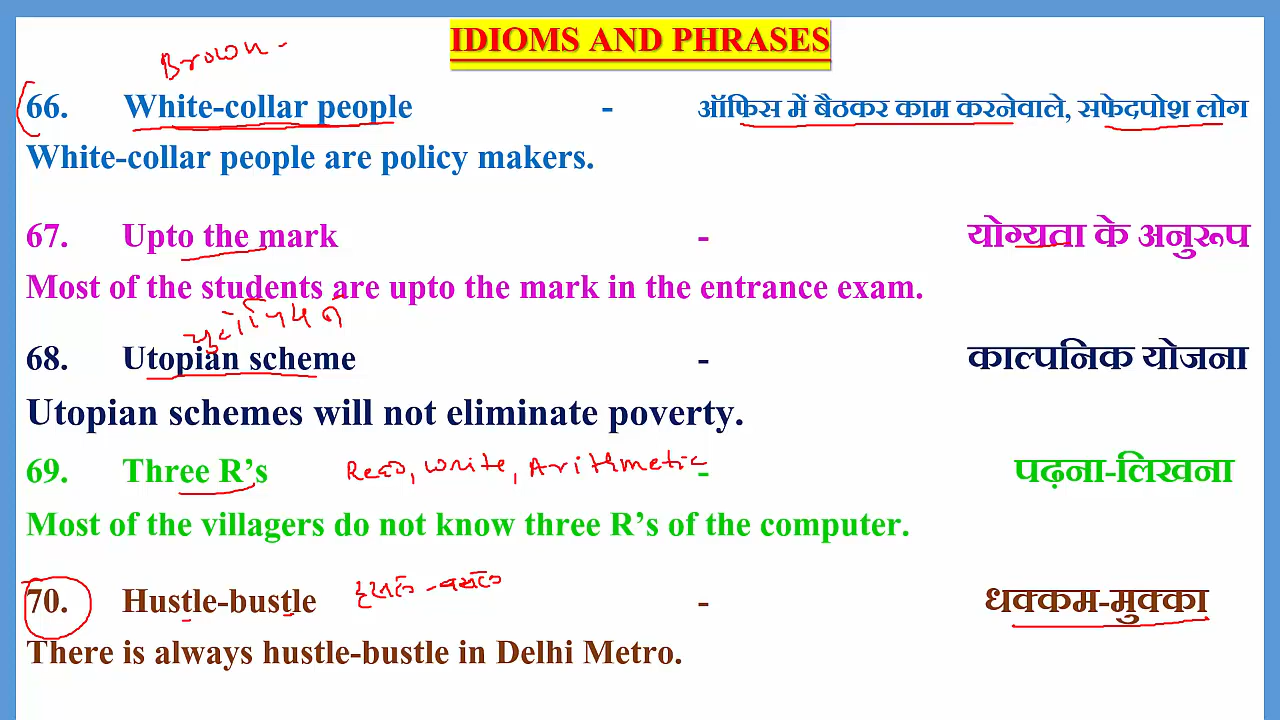 IDIOMS AND PHRASES
Brown -
66. White-collar people - ऑफिस में बैठकर काम करनेवाले, सफेदपोश लोग
White-collar people are policy makers.
67. Upto the mark - योग्यता के अनुरूप
Most of the students are upto the mark in the entrance exam.
68. Utopian scheme - काल्पनिक योजना
Utopian schemes will not eliminate poverty.
69. Three R's Read, write, Arithmetic - पढ़ना-लिखना
Most of the villagers do not know three R's of the computer.
70. Hustle-bustle - धक्कम-मुक्का
There is always hustle-bustle in Delhi Metro.